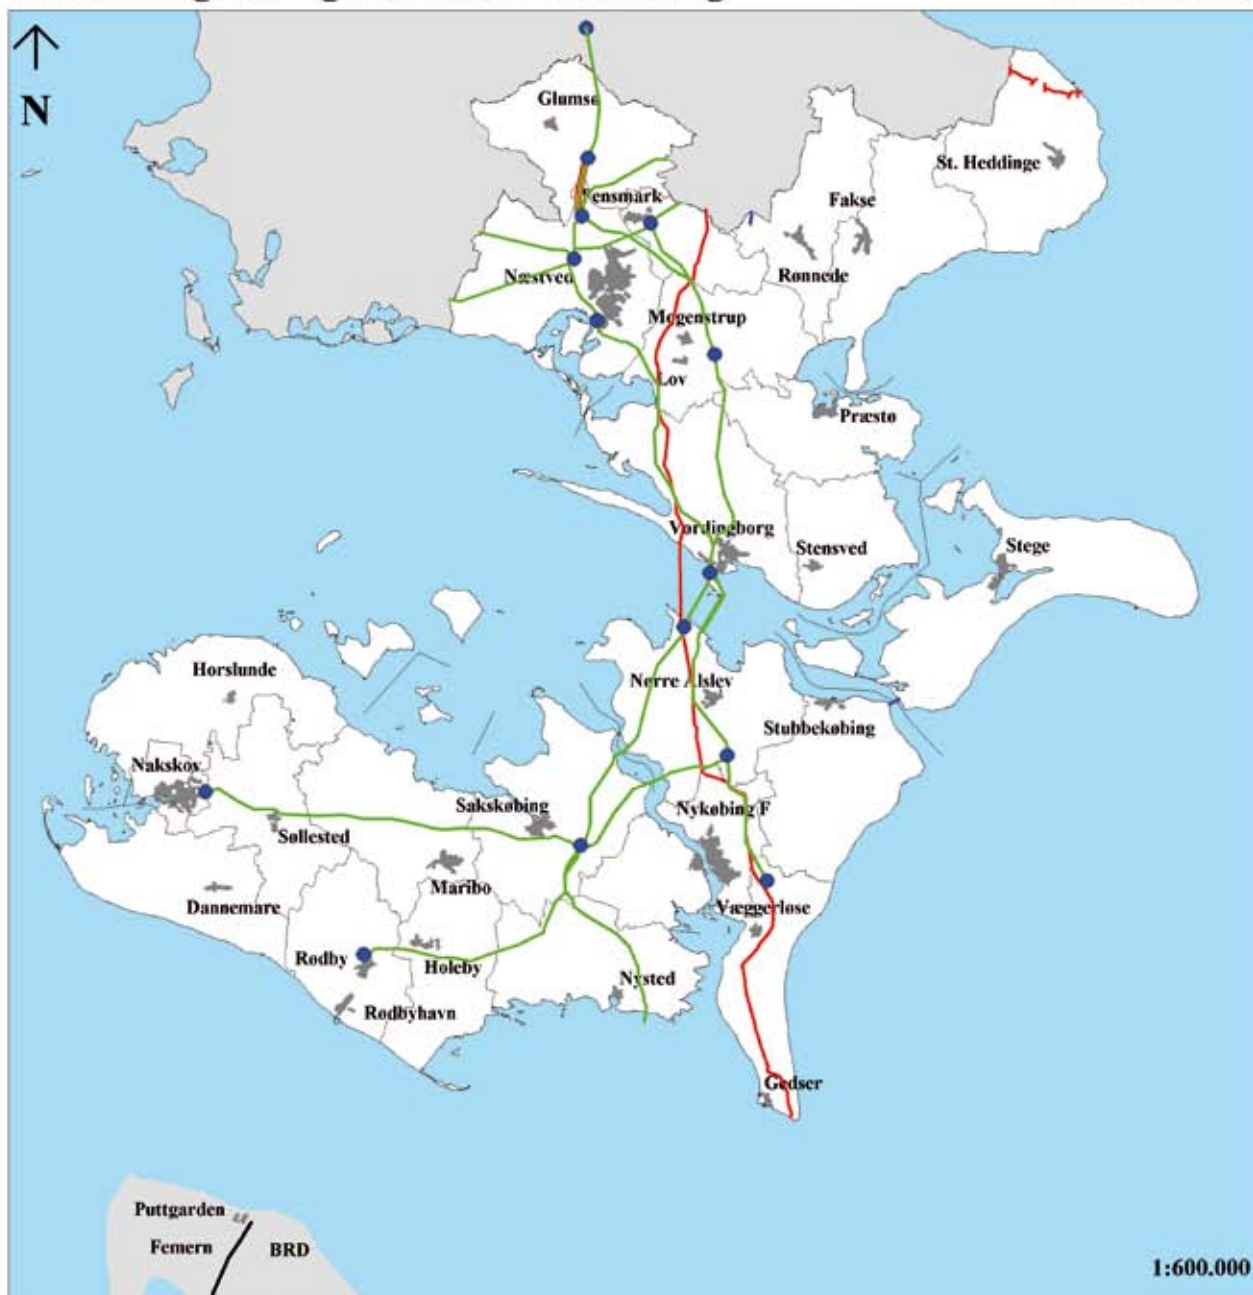 N
Glumsø
St. Heddinge
Fensmark
Fakse
Rønnede
Næstved
Mogenstrup
Lov
Præstø
Vordingborg
Stensved
Stege
Horslunde
Nørre Alslev
Stubbekøbing
Nakskov
Sakskøbing
Nykøbing F
Søllested
Maribo
Dannemare
Væggerløse
Rødby
Holeby
Nysted
Rødbyhavn
Gedser
Puttgarden
Femern BRD
1:600.000